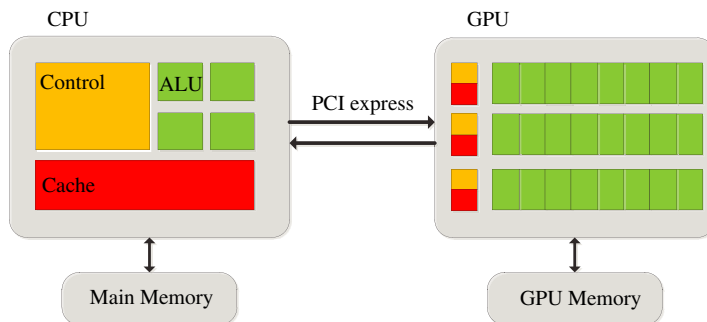 CPU
GPU
Control
ALU
PCI express
Cache
Main Memory
GPU Memory